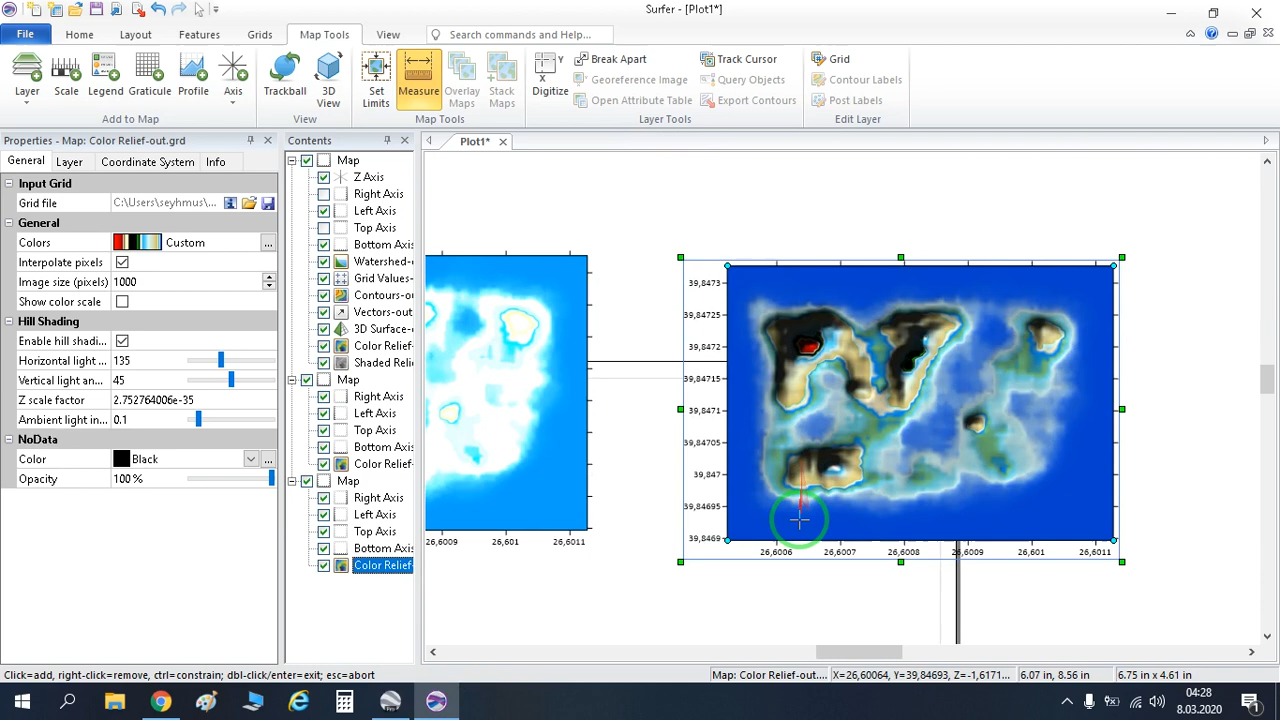 Surfer - [Plot1*]
File Home Layout Features Grids Map Tools View Search commands and Help...
Layer Scale Legend Graticule Profile Axis
Add to Map
Trackball 3D View
View
Set Limits Measure Overlay Maps Stack Maps
Map Tools
Digitize
Break Apart Track Cursor
Georeference Image Query Objects
Open Attribute Table Export Contours
Layer Tools
Grid
Contour Labels
Post Labels
Edit Layer
Properties - Map: Color Relief-out.grd
General Layer Coordinate System Info
Input Grid
Grid file C:\Users\seyhmus\...
General
Colors Custom ...
Interpolate pixels
Image size (pixels) 1000
Show color scale
Hill Shading
Enable hill shadi...
Horizontal light ... 135
Vertical light an... 45
Z scale factor 2.752764006e-35
Ambient light in... 0.1
NoData
Color Black ...
Opacity 100 %
Contents
Map
Z Axis
Right Axis
Left Axis
Top Axis
Bottom Axis
Watershed-
Grid Values-
Contours-o
Vectors-out
3D Surface-
Color Relief
Shaded Relie
Map
Right Axis
Left Axis
Top Axis
Bottom Axis
Color Relief-
Map
Right Axis
Left Axis
Top Axis
Bottom Axis
Color Relief-
Plot1*
26,6009 26,601 26,6011
39,8473
39,84725
39,8472
39,84715
39,8471
39,84705
39,847
39,84695
39,8469
26,6006 26,6007 26,6008 26,6009 26,601 26,6011
Click=add, right-click=remove, ctrl=constrain; dbl-click/enter=exit; esc=abort
Map: Color Relief-out.... X=26,60064, Y=39,84693, Z=-1,6171... 6.07 in, 8.56 in 6.75 in x 4.61 in
04:28
8.03.2020
1